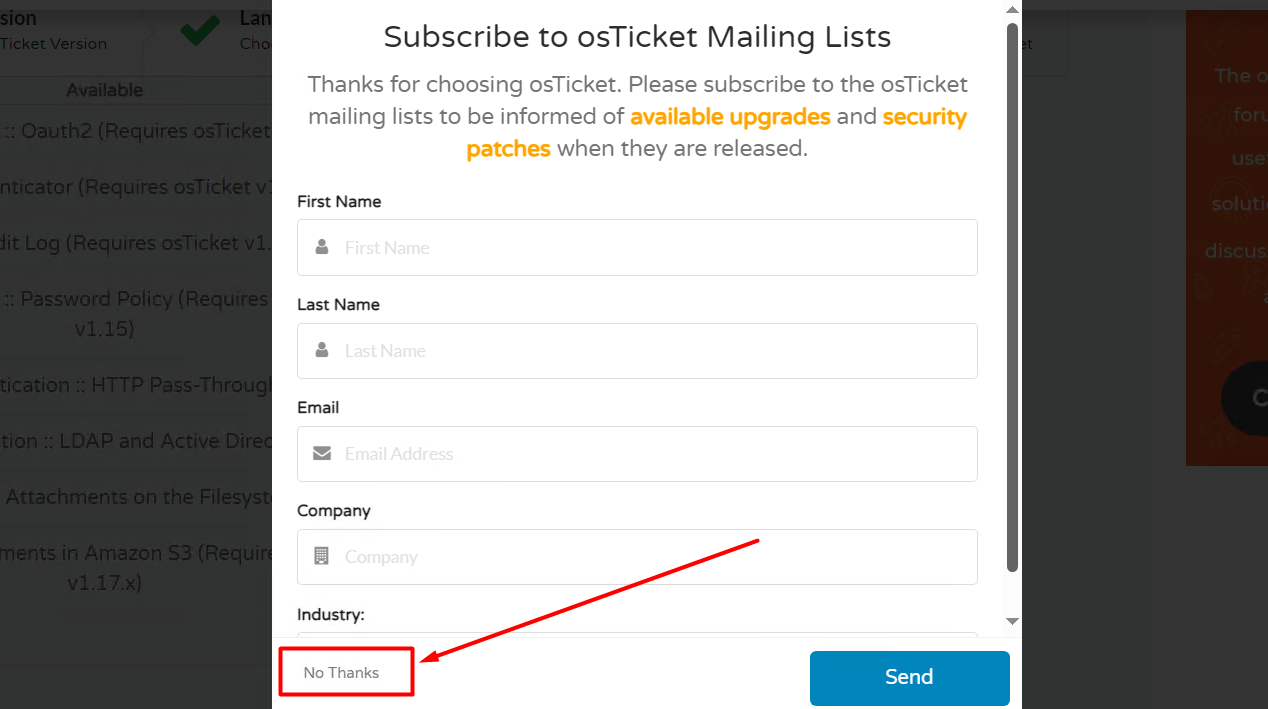 sion
Ticket Version
Lan
Cho
et
Available
:: Oauth2 (Requires osTicket
nticator (Requires osTicket v1
dit Log (Requires osTicket v1.
:: Password Policy (Requires
v1.15)
tication :: HTTP Pass-Through
tion :: LDAP and Active Direc
Attachments on the Filesyste
ments in Amazon S3 (Require
v1.17.x)
Subscribe to osTicket Mailing Lists
Thanks for choosing osTicket. Please subscribe to the osTicket
mailing lists to be informed of available upgrades and security
patches when they are released.
First Name
First Name
Last Name
Last Name
Email
Email Address
Company
Company
Industry:
No Thanks
Send
The o
foru
use
soluti
discus
a
C